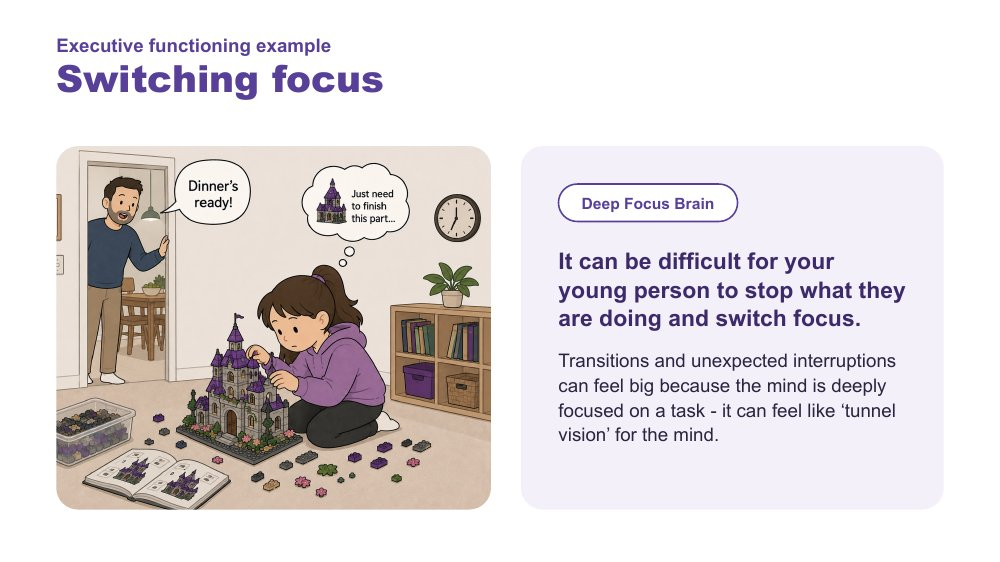 Executive functioning example
Switching focus
Dinner's
ready!
Just need
to finish
this part...
Deep Focus Brain
It can be difficult for your
young person to stop what they
are doing and switch focus.
Transitions and unexpected interruptions
can feel big because the mind is deeply
focused on a task - it can feel like ‘tunnel
vision’ for the mind.